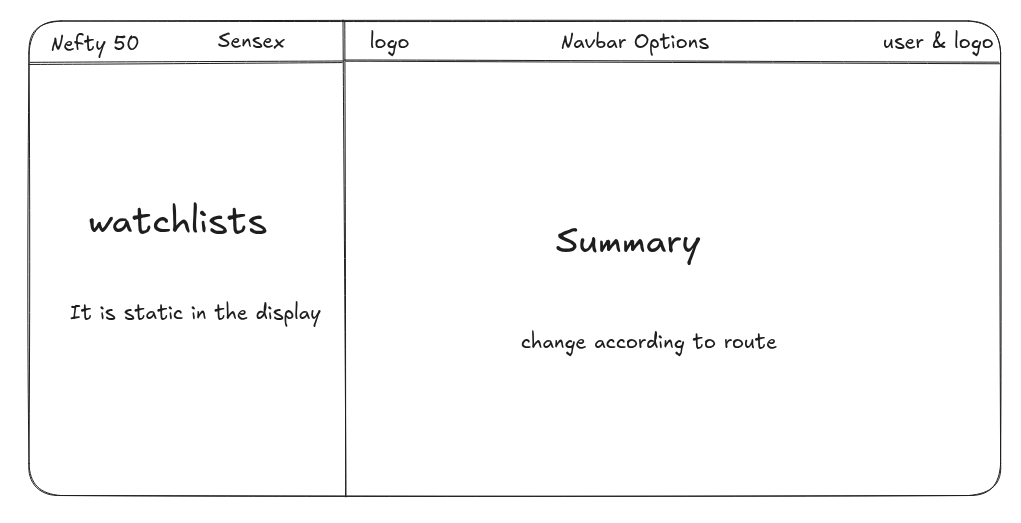 Nefty 50 Sensex logo Navbar Options user & logo
watchlists
Summary
It is static in the display
change according to route